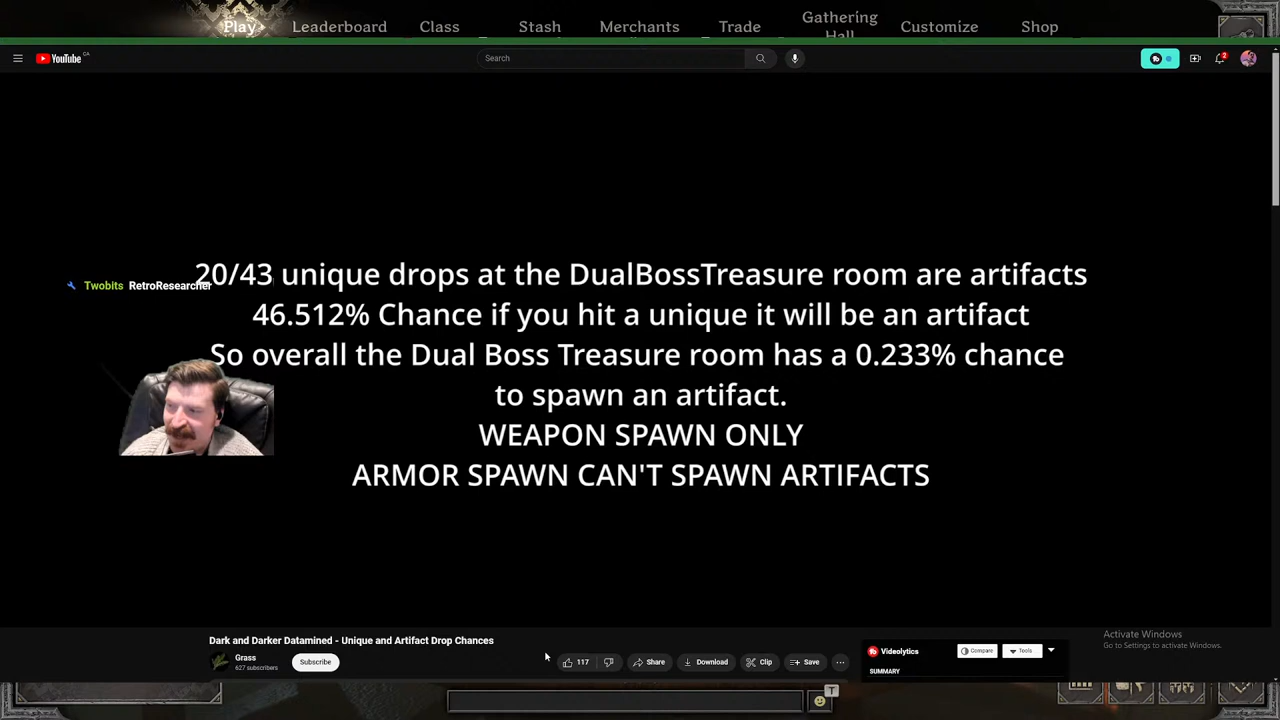 Play
Leaderboard
Class
Stash
Merchants
Trade
Gathering
Hall
Customize
Shop
YouTube CA
Search
2
20/43 unique drops at the DualBossTreasure room are artifacts
Twobits RetroResearcher
46.512% Chance if you hit a unique it will be an artifact
So overall the Dual Boss Treasure room has a 0.233% chance
to spawn an artifact.
WEAPON SPAWN ONLY
ARMOR SPAWN CAN'T SPAWN ARTIFACTS
Dark and Darker Datamined - Unique and Artifact Drop Chances
Grass
627 subscribers
Subscribe
117
Share
Download
Clip
Save
Videolytics
Compare
Tools
SUMMARY
Activate Windows
Go to Settings to activate Windows.
T